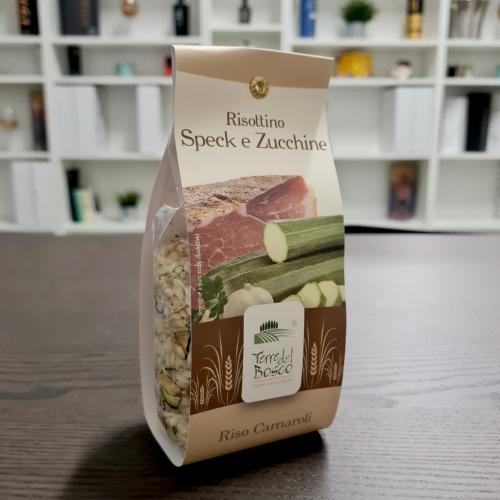 Risottino
Speck e Zucchine
Terre del
Bosco
Riso Carnaroli